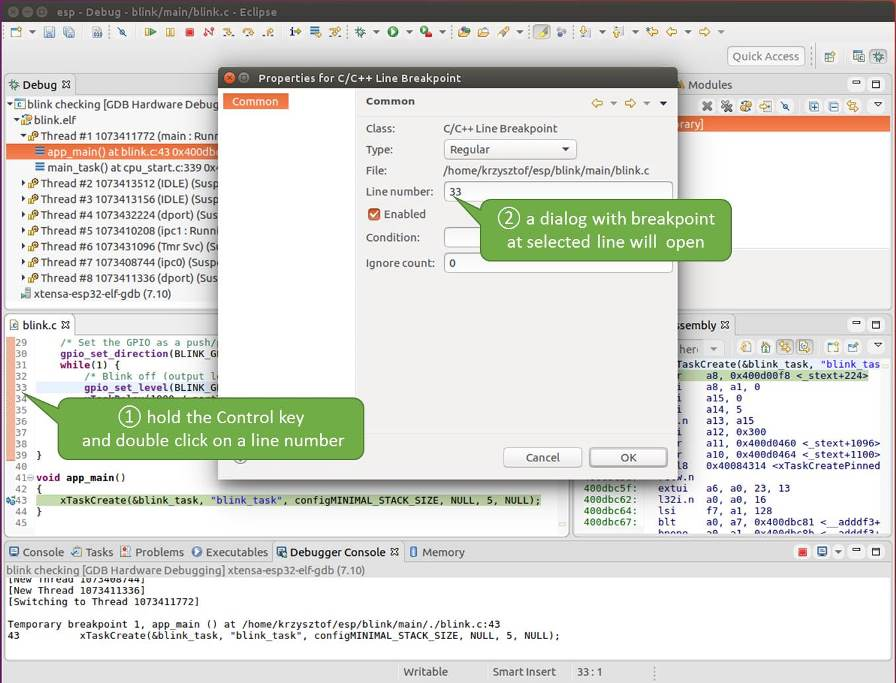 esp - Debug - blink/main/blink.c - Eclipse
Quick Access
Debug
Modules
blink checking [GDB Hardware Debug
blink.elf
Thread #1 1073411772 (main : Runn
app_main() at blink.c:43 0x400dbc
main_task() at cpu_start.c:339 0x4
Thread #2 1073413512 (IDLE) (Susp
Thread #3 1073413156 (IDLE) (Susp
Thread #4 1073432224 (dport) (Sus
Thread #5 1073410208 (ipc1 : Runni
Thread #6 1073431096 (Tmr Svc) (S
Thread #7 1073408744 (ipc0) (Suspe
Thread #8 1073411336 (dport) (Sus
xtensa-esp32-elf-gdb (7.10)
rary]
Properties for C/C++ Line Breakpoint
Common
Common
Class: C/C++ Line Breakpoint
Type: Regular
File: /home/krzysztof/esp/blink/main/blink.c
Line number: 33
Enabled
Condition:
Ignore count: 0
Cancel OK
② a dialog with breakpoint
at selected line will open
① hold the Control key
and double click on a line number
blink.c
29 /* Set the GPIO as a push/p
30 gpio_set_direction(BLINK_GP
31 while(1) {
32 /* Blink off (output l
33 gpio_set_level(BLINK_GP
34
39 }
40
41 void app_main()
42 {
43 xTaskCreate(&blink_task, "blink_task", configMINIMAL_STACK_SIZE, NULL, 5, NULL);
44 }
45
ssembly
her
TaskCreate(&blink_task, "blink_tas
a8, 0x400d00f8 <_stext+224>
a8, a1, 0
a15, 0
a14, 5
.n a13, a15
a12, 0x300
r a11, 0x400d0460 <_stext+1096>
r a10, 0x400d0464 <_stext+1100>
l8 0x40084314 <xTaskCreatePinned
w.n
400dbc5f: extui a6, a0, 23, 13
400dbc62: l32i.n a0, a0, 16
400dbc64: lsi f7, a1, 128
400dbc67: blt a0, a7, 0x400dbc81 <__adddf3+
Console Tasks Problems Executables Debugger Console Memory
blink checking [GDB Hardware Debugging] xtensa-esp32-elf-gdb (7.10)
[New Thread 1073408744]
[New Thread 1073411336]
[Switching to Thread 1073411772]
Temporary breakpoint 1, app_main () at /home/krzysztof/esp/blink/main/./blink.c:43
43 xTaskCreate(&blink_task, "blink_task", configMINIMAL_STACK_SIZE, NULL, 5, NULL);
Writable Smart Insert 33 : 1